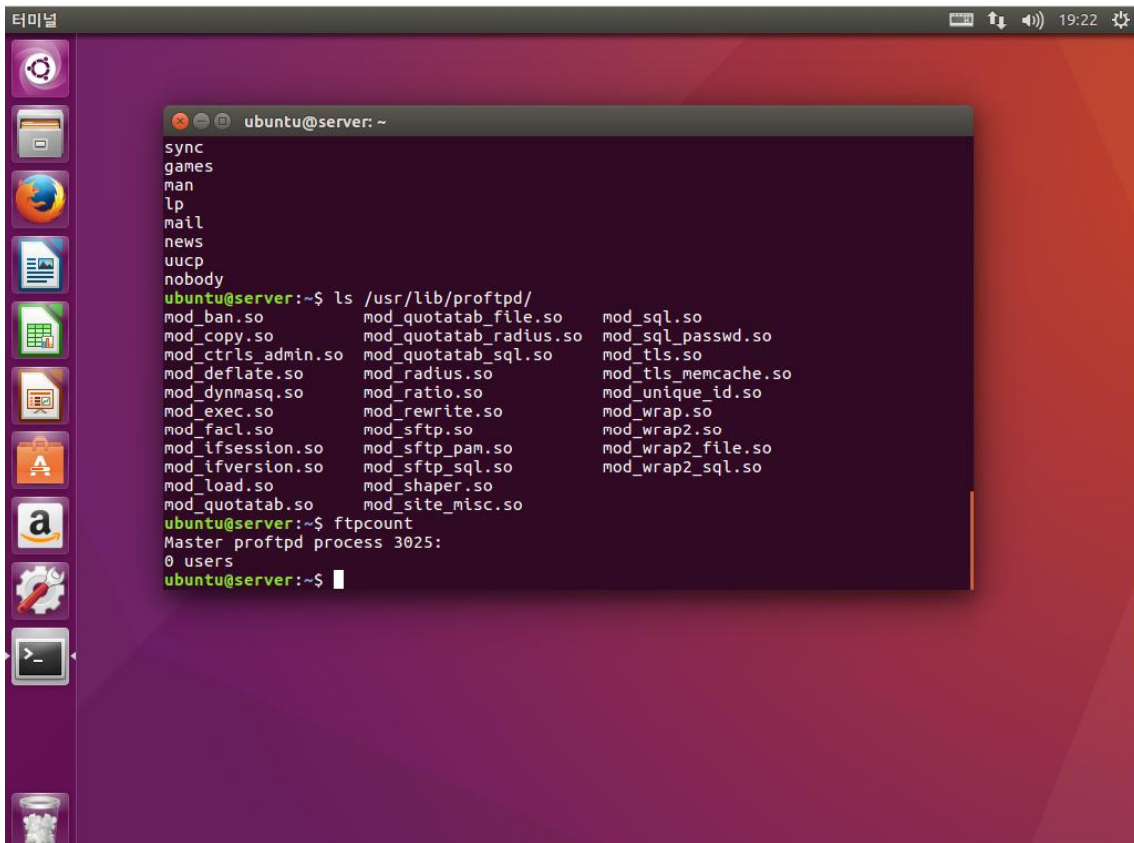 터미널
19:22
ubuntu@server: ~
sync
games
man
lp
mail
news
uucp
nobody
ubuntu@server:~$ ls /usr/lib/proftpd/
mod_ban.so mod_quotatab_file.so mod_sql.so
mod_copy.so mod_quotatab_radius.so mod_sql_passwd.so
mod_ctrls_admin.so mod_quotatab_sql.so mod_tls.so
mod_deflate.so mod_radius.so mod_tls_memcache.so
mod_dynmasq.so mod_ratio.so mod_unique_id.so
mod_exec.so mod_rewrite.so mod_wrap.so
mod_facl.so mod_sftp.so mod_wrap2.so
mod_ifsession.so mod_sftp_pam.so mod_wrap2_file.so
mod_ifversion.so mod_sftp_sql.so mod_wrap2_sql.so
mod_load.so mod_shaper.so
mod_quotatab.so mod_site_misc.so
ubuntu@server:~$ ftpcount
Master proftpd process 3025:
0 users
ubuntu@server:~$